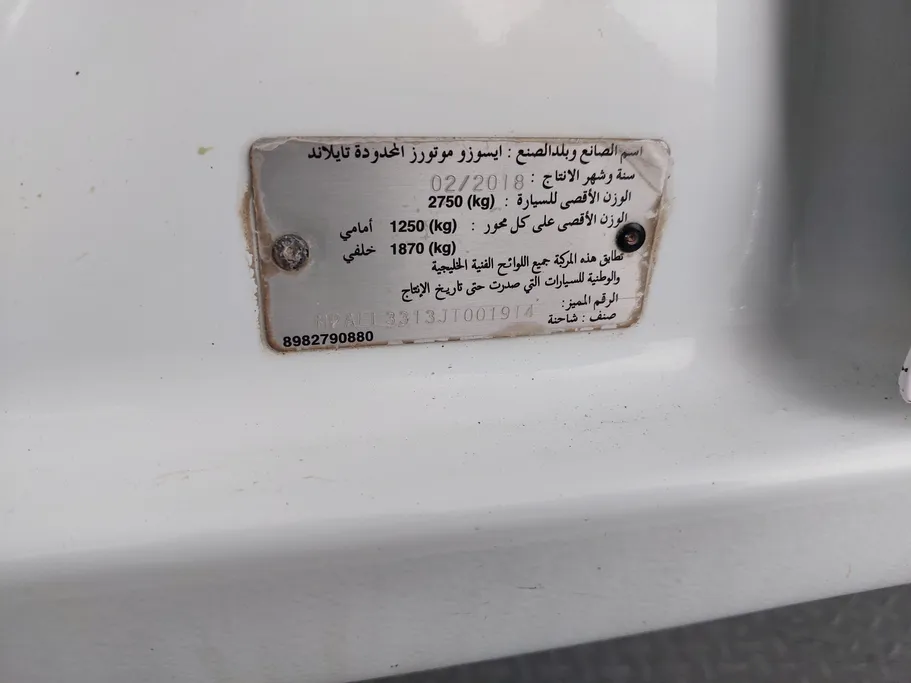 اسم الصانع وبلدالصنع : ايسوزو موتورز المحدودة تايلاند
سنة وشهر الانتاج : 02/2018
الوزن الأقصى للسيارة : 2750 (kg)
الوزن الأقصى على كل محور : 1250 (kg) أمامي
1870 (kg) خلفي
تطابق هذه المركبة جميع اللوائح الفنية الخليجية
والوطنية للسيارات التي صدرت حتى تاريخ الإنتاج
الرقم المميز:
صنف : شاحنة
8982790880